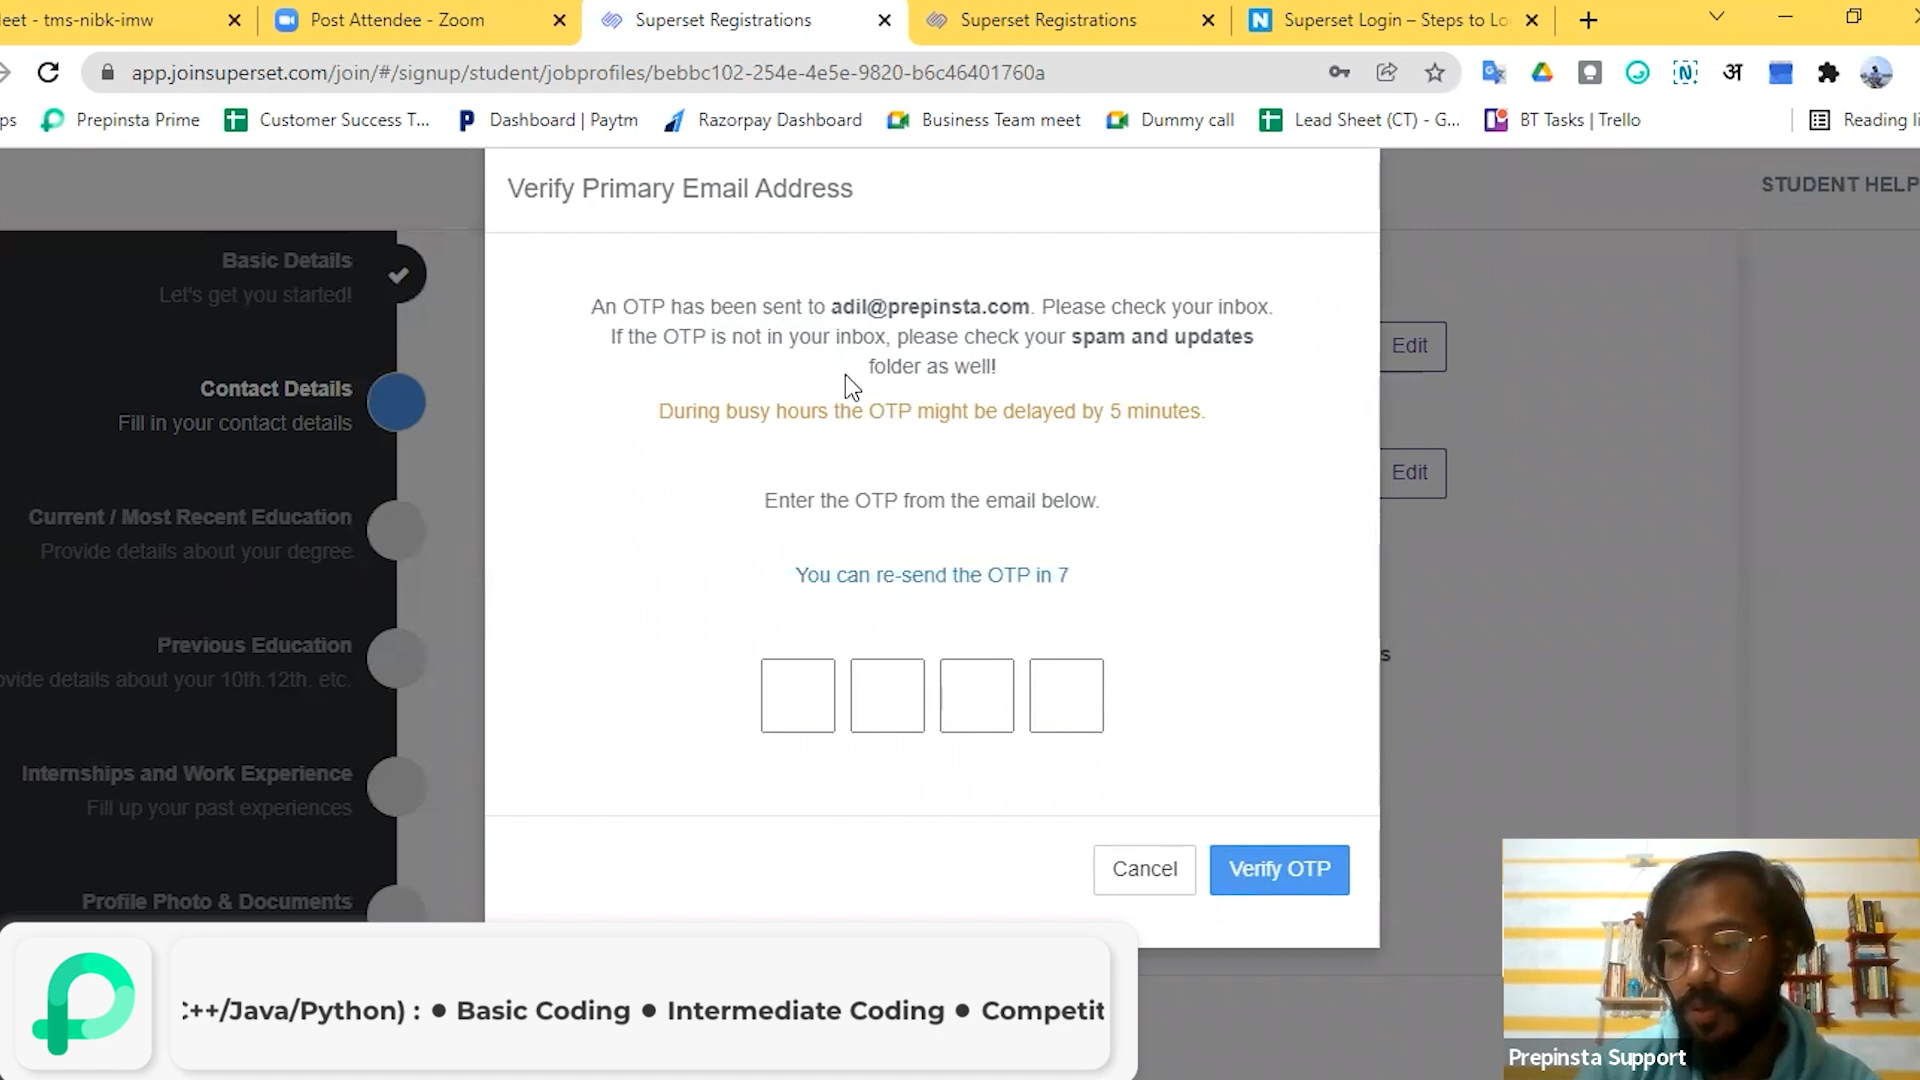 leet - tms-nibk-imw
Post Attendee - Zoom
Superset Registrations
Superset Registrations
Superset Login – Steps to Lo
app.joinsuperset.com/join/#/signup/student/jobprofiles/bebbc102-254e-4e5e-9820-b6c46401760a
अ
ps
Prepinsta Prime
Customer Success T...
Dashboard | Paytm
Razorpay Dashboard
Business Team meet
Dummy call
Lead Sheet (CT) - G...
BT Tasks | Trello
Reading li
STUDENT HELP
Verify Primary Email Address
An OTP has been sent to adil@prepinsta.com. Please check your inbox.
If the OTP is not in your inbox, please check your spam and updates
folder as well!
During busy hours the OTP might be delayed by 5 minutes.
Enter the OTP from the email below.
You can re-send the OTP in 7
Cancel
Verify OTP
Edit
Edit
s
Basic Details
Let's get you started!
Contact Details
Fill in your contact details
Current / Most Recent Education
Provide details about your degree
Previous Education
ovide details about your 10th.12th. etc.
Internships and Work Experience
Fill up your past experiences
Profile Photo & Documents
C++/Java/Python) : • Basic Coding • Intermediate Coding • Competit
Prepinsta Support